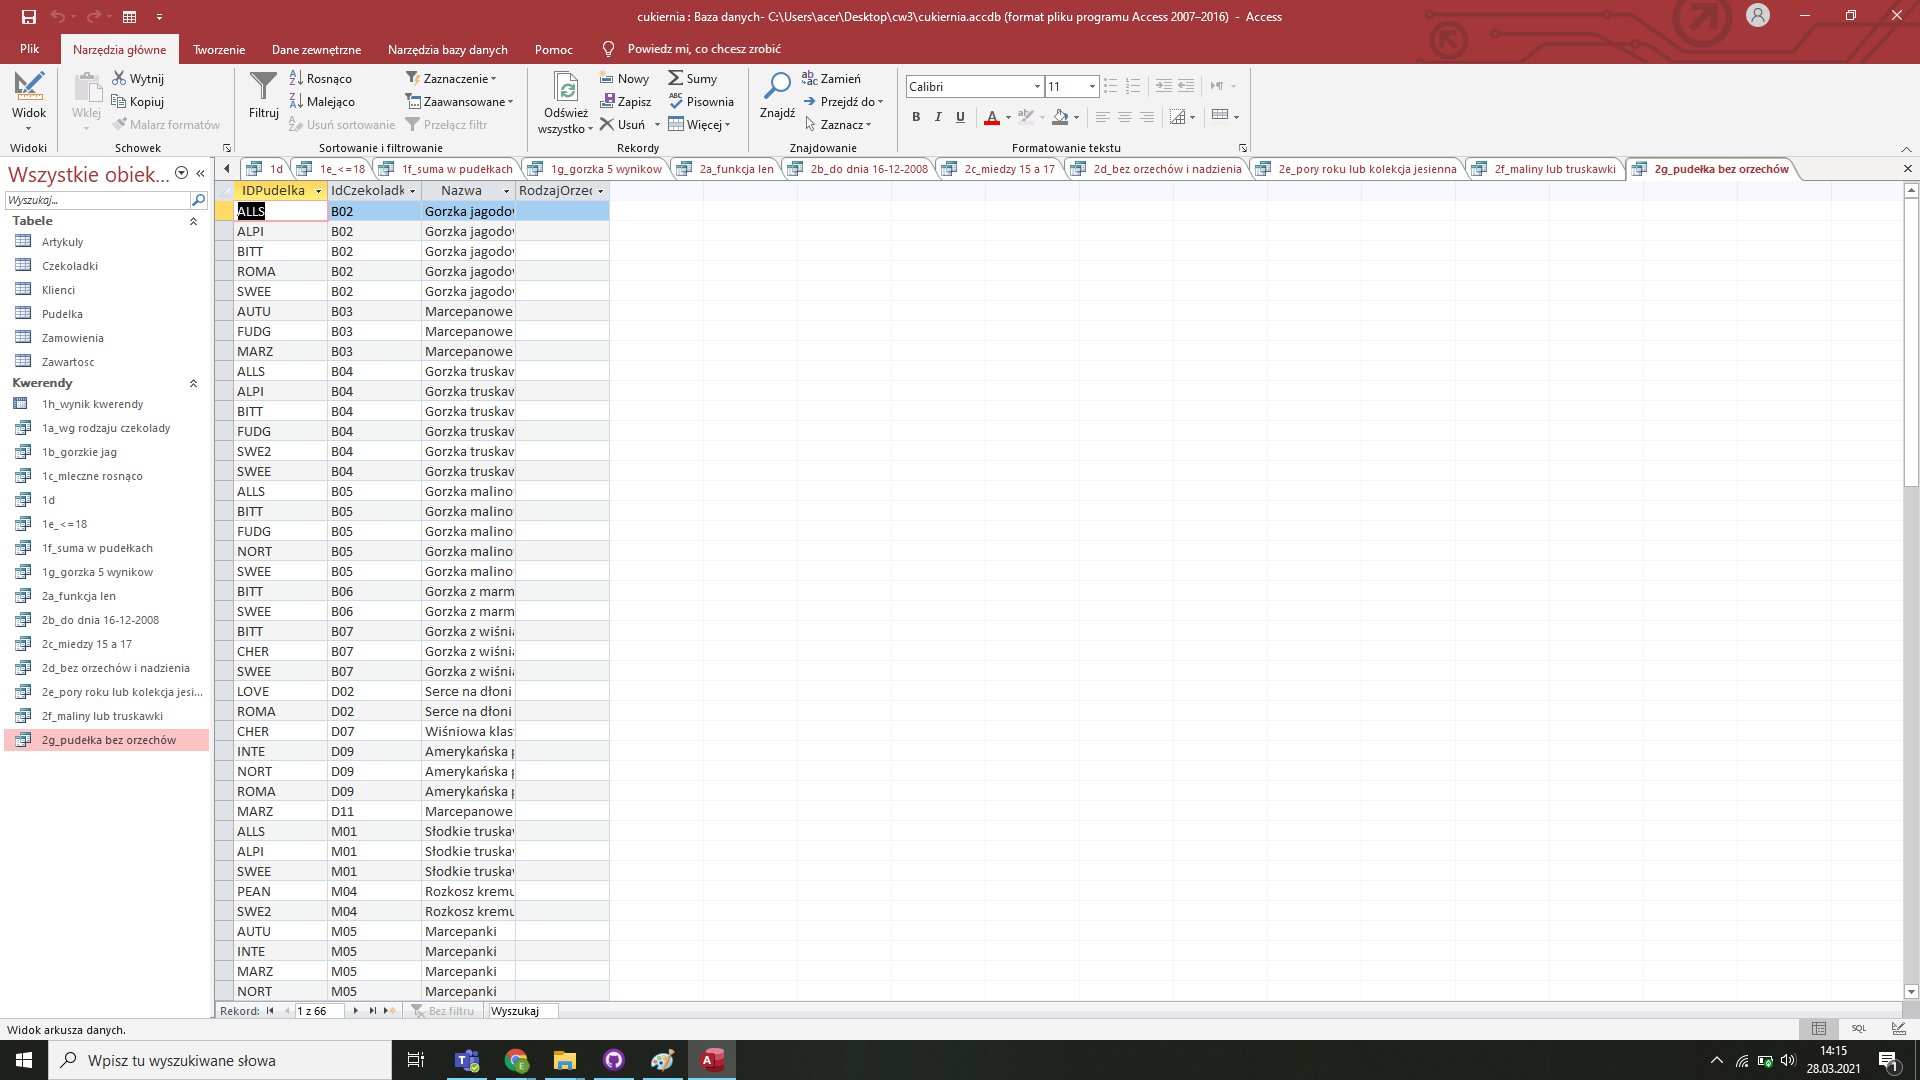 cukiernia : Baza danych- C:\Users\acer\Desktop\cw3\cukiernia.accdb (format pliku programu Access 2007–2016)  -  Access
Plik
Narzędzia główne
Tworzenie
Dane zewnętrzne
Narzędzia bazy danych
Pomoc
Powiedz mi, co chcesz zrobić
Widok
Wklej
Wytnij
Kopiuj
Malarz formatów
Filtruj
Rosnąco
Malejąco
Usuń sortowanie
Zaznaczenie
Zaawansowane
Przełącz filtr
Odśwież
wszystko
Nowy
Zapisz
Usuń
Sumy
Pisownia
Więcej
Znajdź
Zamień
Przejdź do
Zaznacz
Calibri
11
B I U
Widoki
Schowek
Sortowanie i filtrowanie
Rekordy
Znajdowanie
Formatowanie tekstu
Wszystkie obiek...
Wyszukaj...
Tabele
Artykuly
Czekoladki
Klienci
Pudelka
Zamowienia
Zawartosc
Kwerendy
1h_wynik kwerendy
1a_wg rodzaju czekolady
1b_gorzkie jag
1c_mleczne rosnąco
1d
1e_<=18
1f_suma w pudełkach
1g_gorzka 5 wynikow
2a_funkcja len
2b_do dnia 16-12-2008
2c_miedzy 15 a 17
2d_bez orzechów i nadzienia
2e_pory roku lub kolekcja jesi...
2f_maliny lub truskawki
2g_pudełka bez orzechów
1d
1e_<=18
1f_suma w pudełkach
1g_gorzka 5 wynikow
2a_funkcja len
2b_do dnia 16-12-2008
2c_miedzy 15 a 17
2d_bez orzechów i nadzienia
2e_pory roku lub kolekcja jesienna
2f_maliny lub truskawki
2g_pudełka bez orzechów
IDPudelka IdCzekoladk Nazwa RodzajOrzec
ALLS B02 Gorzka jagodov
ALPI B02 Gorzka jagodov
BITT B02 Gorzka jagodov
ROMA B02 Gorzka jagodov
SWEE B02 Gorzka jagodov
AUTU B03 Marcepanowe
FUDG B03 Marcepanowe
MARZ B03 Marcepanowe
ALLS B04 Gorzka truskaw
ALPI B04 Gorzka truskaw
BITT B04 Gorzka truskaw
FUDG B04 Gorzka truskaw
SWE2 B04 Gorzka truskaw
SWEE B04 Gorzka truskaw
ALLS B05 Gorzka malino
BITT B05 Gorzka malino
FUDG B05 Gorzka malino
NORT B05 Gorzka malino
SWEE B05 Gorzka malino
BITT B06 Gorzka z marm
SWEE B06 Gorzka z marm
BITT B07 Gorzka z wiśni
CHER B07 Gorzka z wiśni
SWEE B07 Gorzka z wiśni
LOVE D02 Serce na dłoni
ROMA D02 Serce na dłoni
CHER D07 Wiśniowa klas
INTE D09 Amerykańska p
NORT D09 Amerykańska p
ROMA D09 Amerykańska p
MARZ D11 Marcepanowe
ALLS M01 Słodkie truska
ALPI M01 Słodkie truska
SWEE M01 Słodkie truska
PEAN M04 Rozkosz kremu
SWE2 M04 Rozkosz kremu
AUTU M05 Marcepanki
INTE M05 Marcepanki
MARZ M05 Marcepanki
NORT M05 Marcepanki
Rekord: 1 z 66 Bez filtru Wyszukaj
Widok arkusza danych.
SQL
Wpisz tu wyszukiwane słowa
14:15
28.03.2021
1